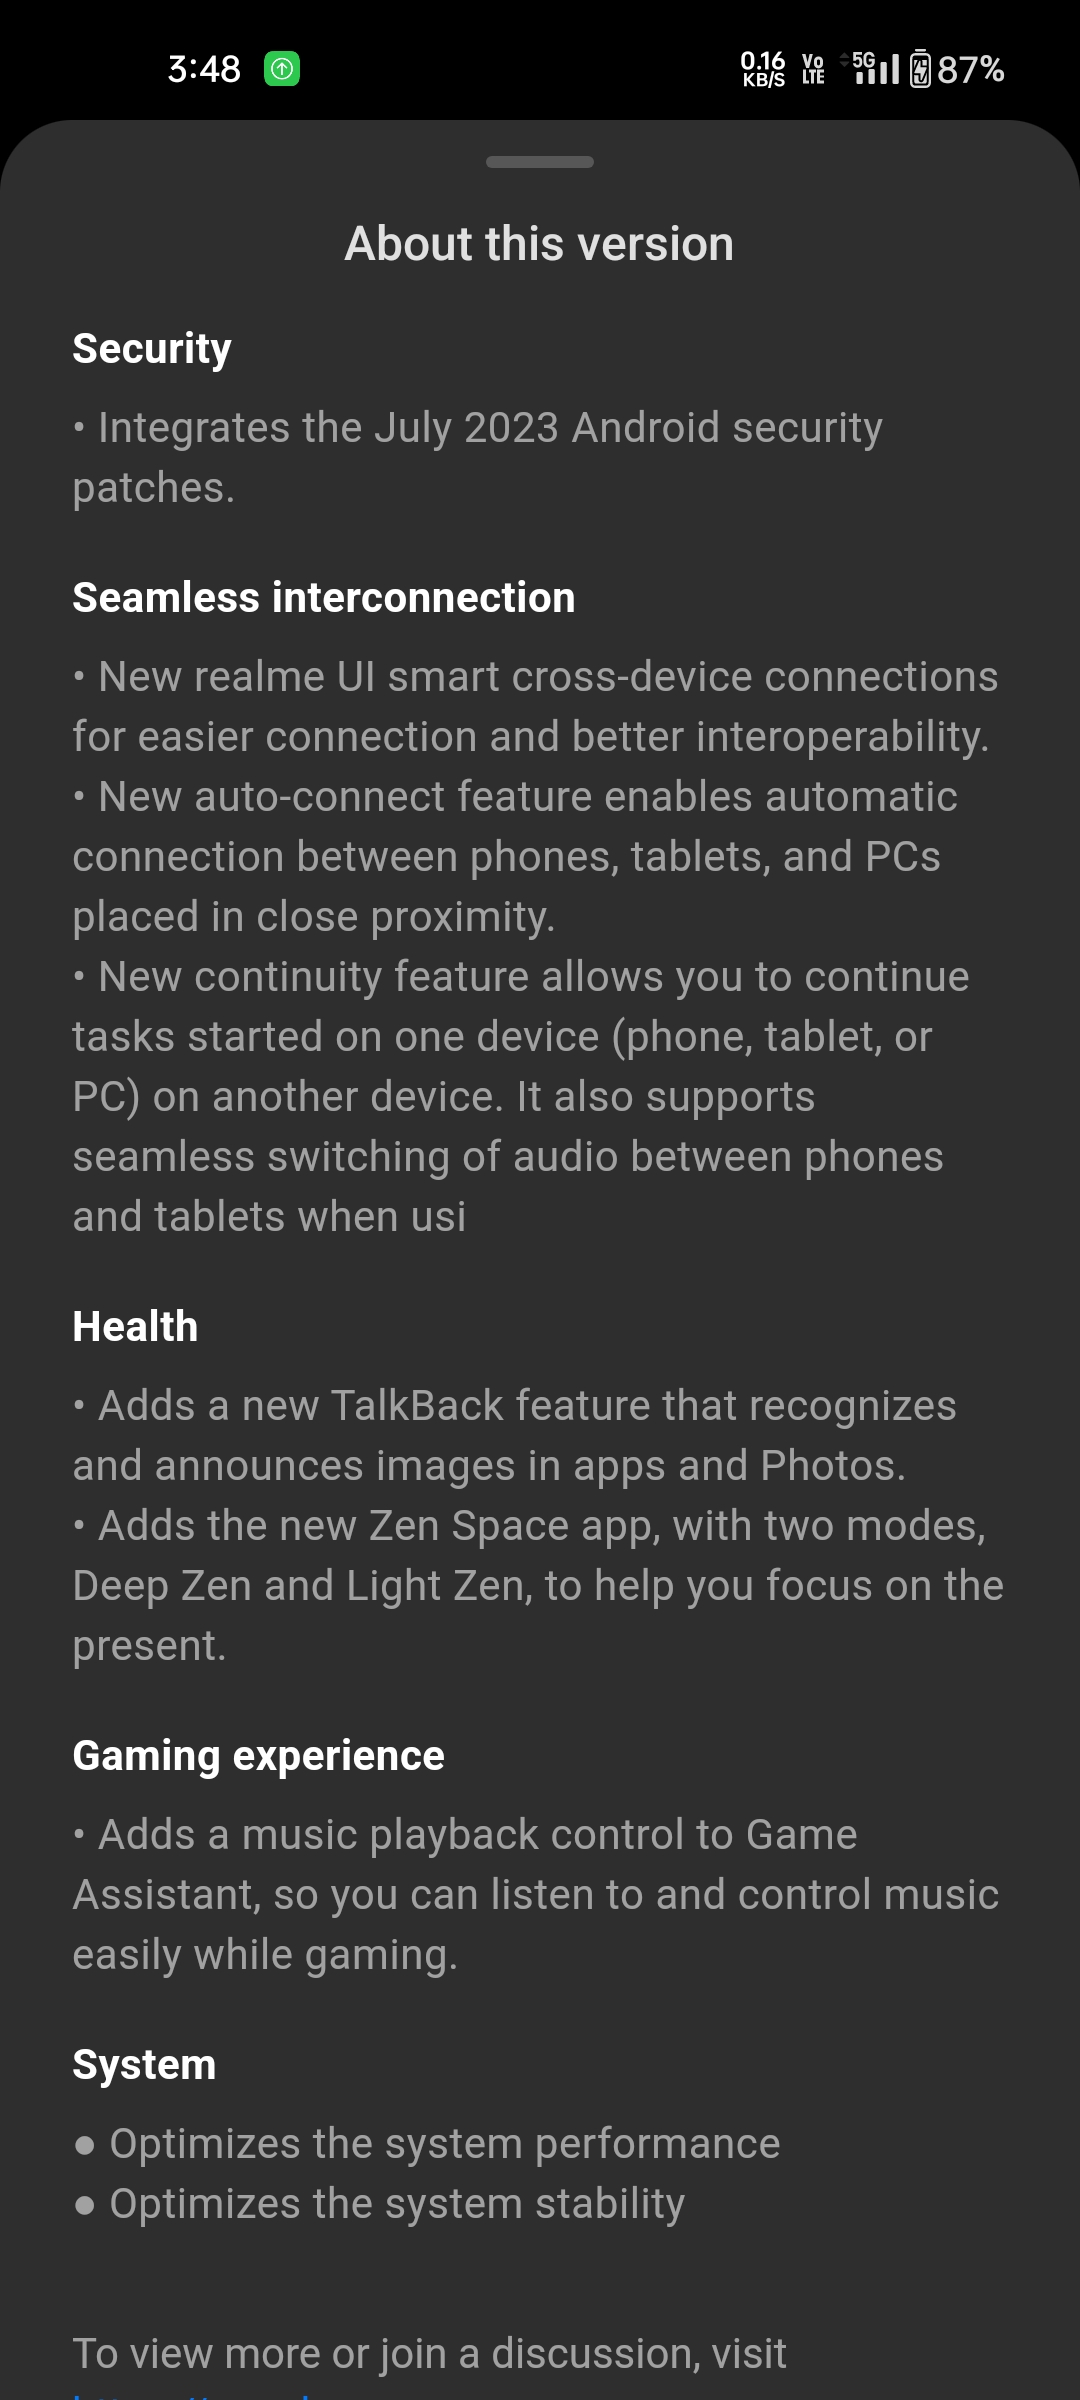 3:48
0.16
KB/S
Vo
LTE
5G
87%
About this version
Security
• Integrates the July 2023 Android security
patches.
Seamless interconnection
• New realme UI smart cross-device connections
for easier connection and better interoperability.
• New auto-connect feature enables automatic
connection between phones, tablets, and PCs
placed in close proximity.
• New continuity feature allows you to continue
tasks started on one device (phone, tablet, or
PC) on another device. It also supports
seamless switching of audio between phones
and tablets when usi
Health
• Adds a new TalkBack feature that recognizes
and announces images in apps and Photos.
• Adds the new Zen Space app, with two modes,
Deep Zen and Light Zen, to help you focus on the
present.
Gaming experience
• Adds a music playback control to Game
Assistant, so you can listen to and control music
easily while gaming.
System
● Optimizes the system performance
● Optimizes the system stability
To view more or join a discussion, visit